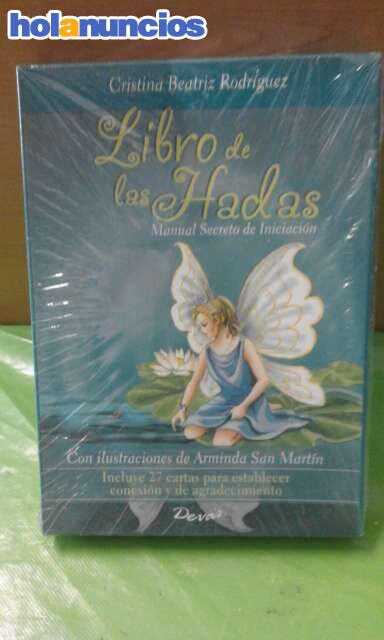 holanuncios
Cristina Beatriz Rodríguez
Libro de
las Hadas
Manual Secreto de Iniciación
Con ilustraciones de Arminda San Martín
Incluye 27 cartas para establecer
conexión y de agradecimiento
Devas